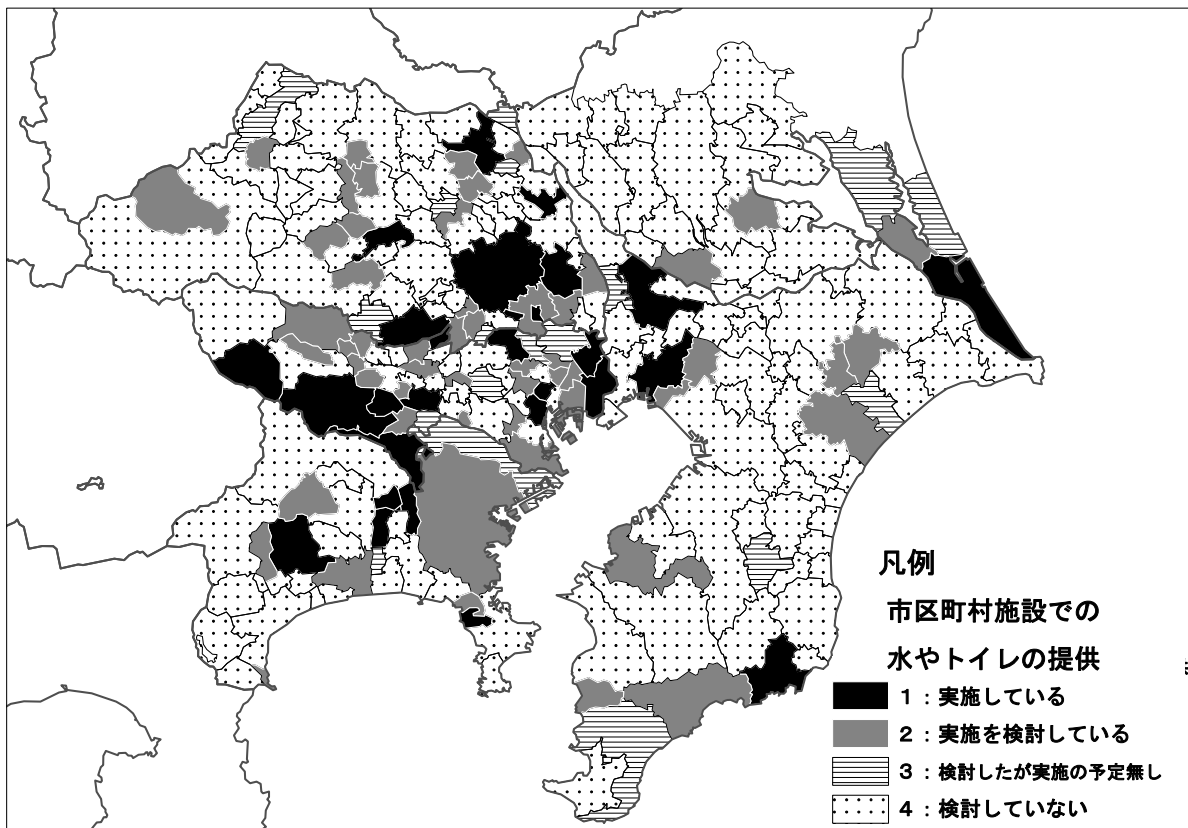 凡例
市区町村施設での
水やトイレの提供
1：実施している
2：実施を検討している
3：検討したが実施の予定無し
4：検討していない